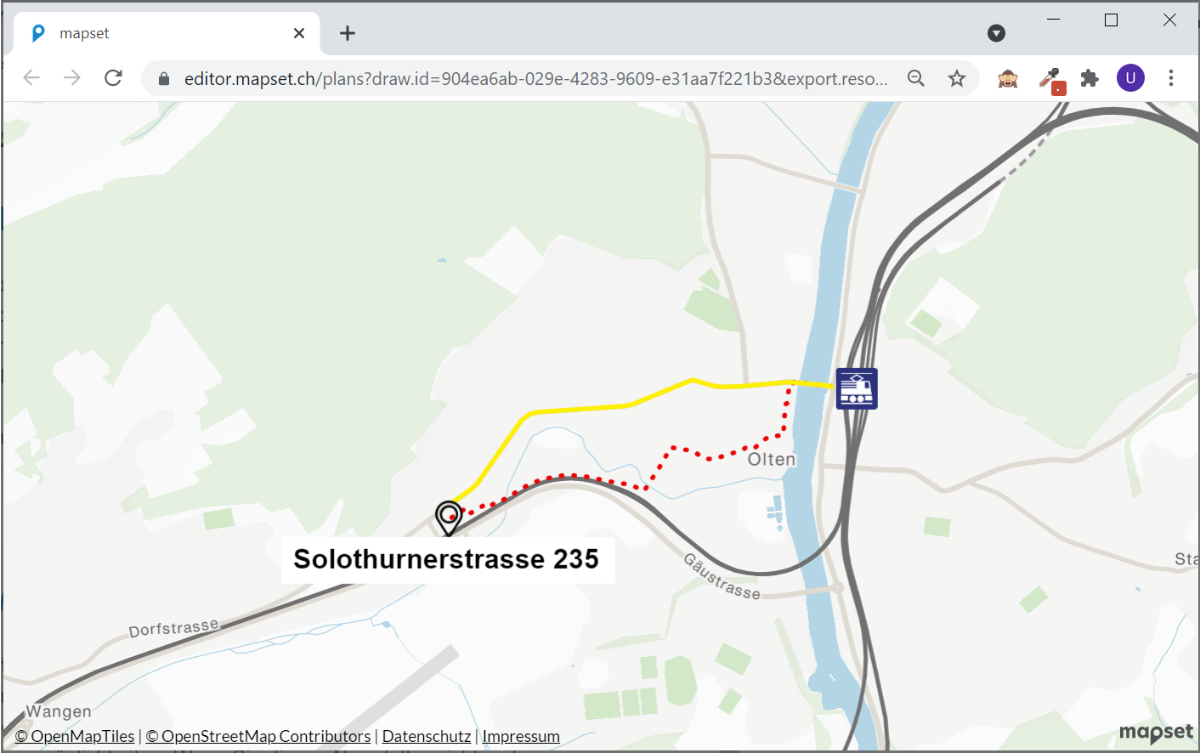 mapset
editor.mapset.ch/plans?draw.id=904ea6ab-029e-4283-9609-e31aa7f221b3&export.reso...
U
Olten
Solothurnerstrasse 235
Sta
Gäustrasse
Dorfstrasse
Wangen
© OpenMapTiles | © OpenStreetMap Contributors | Datenschutz | Impressum
mapset